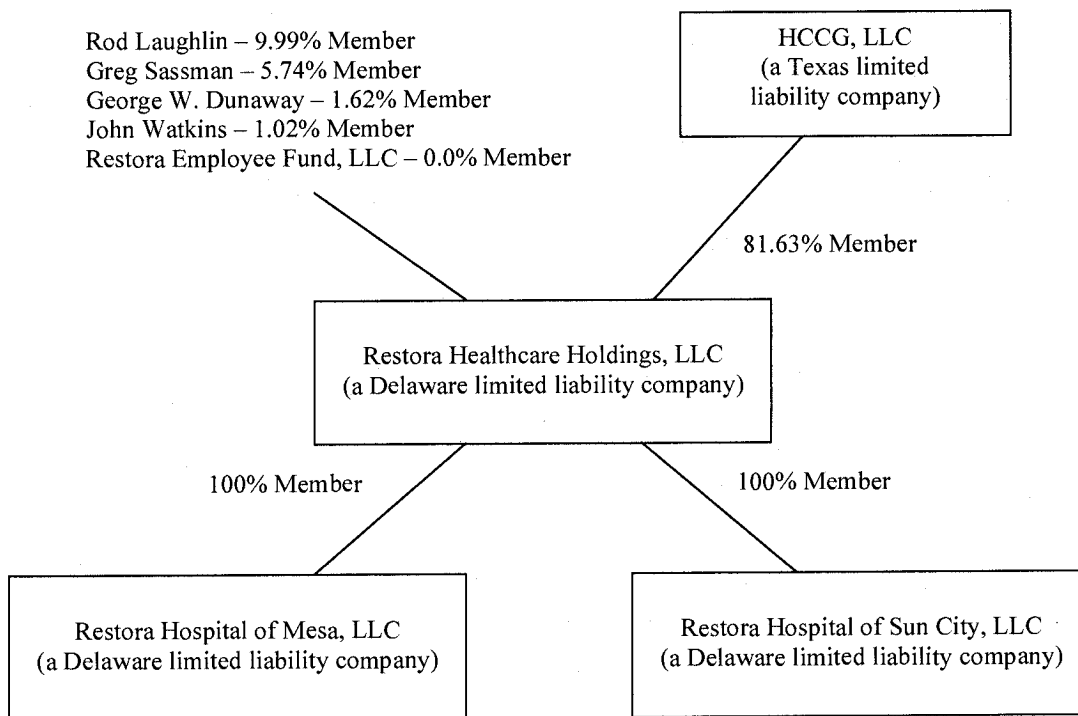 Rod Laughlin – 9.99% Member
Greg Sassman – 5.74% Member
George W. Dunaway – 1.62% Member
John Watkins – 1.02% Member
Restora Employee Fund, LLC – 0.0% Member
HCCG, LLC
(a Texas limited
liability company)
81.63% Member
Restora Healthcare Holdings, LLC
(a Delaware limited liability company)
100% Member
100% Member
Restora Hospital of Mesa, LLC
(a Delaware limited liability company)
Restora Hospital of Sun City, LLC
(a Delaware limited liability company)